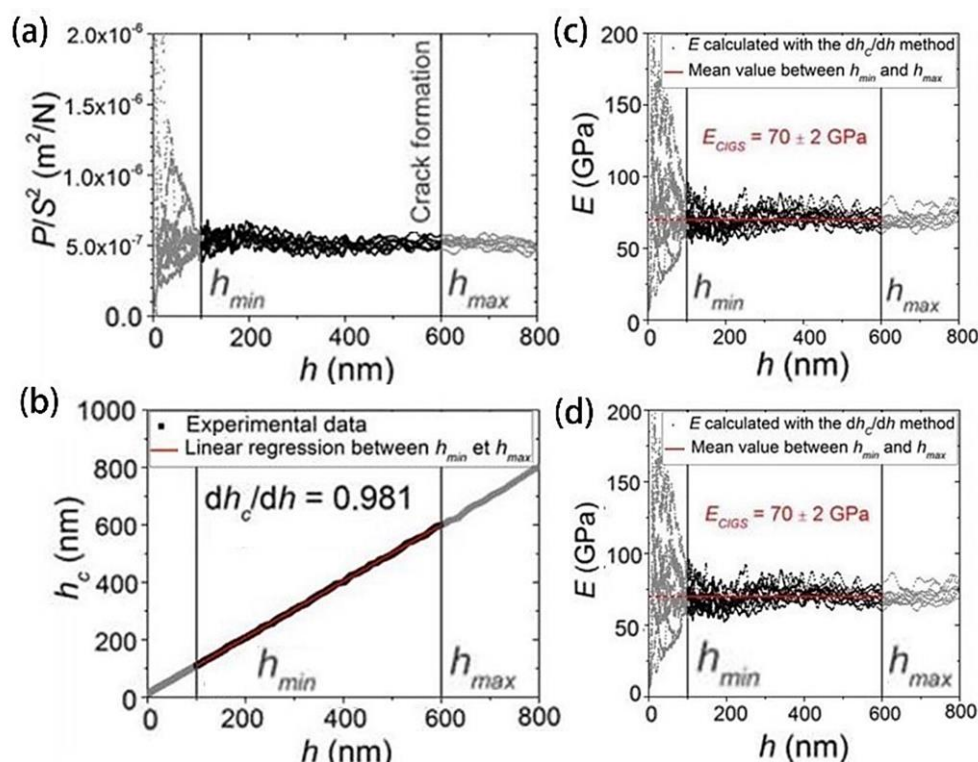 (a)
2.0x10⁻⁶
1.5x10⁻⁶
1.0x10⁻⁶
5.0x10⁻⁷
0.0
P/S² (m²/N)
Crack formation
h_min
h_max
0 200 400 600 800
h (nm)
(c)
200
150
100
50
0
E (GPa)
E calculated with the dh_C/dh method
Mean value between h_min and h_max
E_CIGS = 70 ± 2 GPa
h_min
h_max
0 200 400 600 800
h (nm)
(b)
1000
800
600
400
200
0
h_c (nm)
Experimental data
Linear regression between h_min et h_max
dh_c/dh = 0.981
h_min
h_max
0 200 400 600 800
h (nm)
(d)
200
150
100
50
0
E (GPa)
E calculated with the dh_C/dh method
Mean value between h_min and h_max
E_CIGS = 70 ± 2 GPa
h_min
h_max
0 200 400 600 800
h (nm)